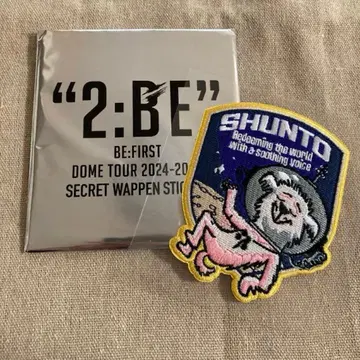 "2:BE"
BE:FIRST
DOME TOUR 2024-20
SECRET WAPPEN STIC
SHUNTO
Redeeming the world
with a soothing voice